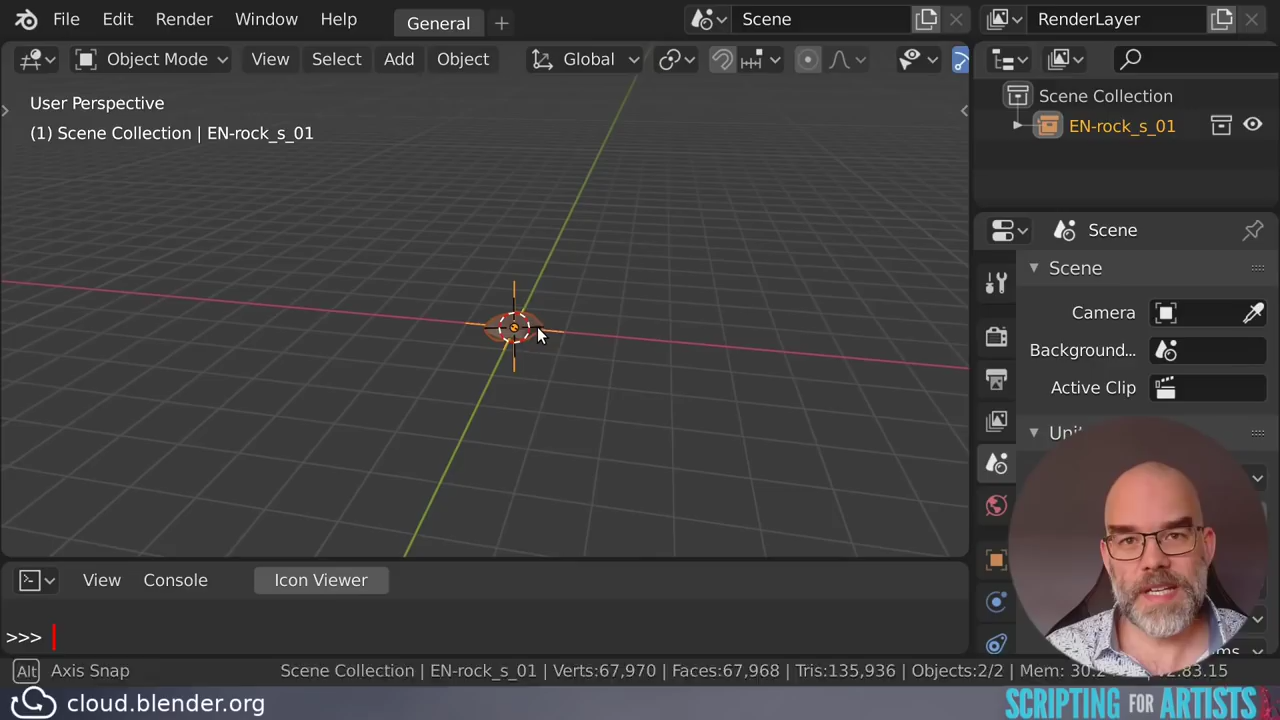 File Edit Render Window Help General + Scene RenderLayer
Object Mode View Select Add Object Global
User Perspective
(1) Scene Collection | EN-rock_s_01
Scene Collection
EN-rock_s_01
Scene
Scene
Camera
Background...
Active Clip
View Console Icon Viewer
>>>
Alt Axis Snap Scene Collection | EN-rock_s_01 | Verts:67,970 | Faces:67,968 | Tris:135,936 | Objects:2/2 | Mem:
cloud.blender.org
SCRIPTING FOR ARTISTS